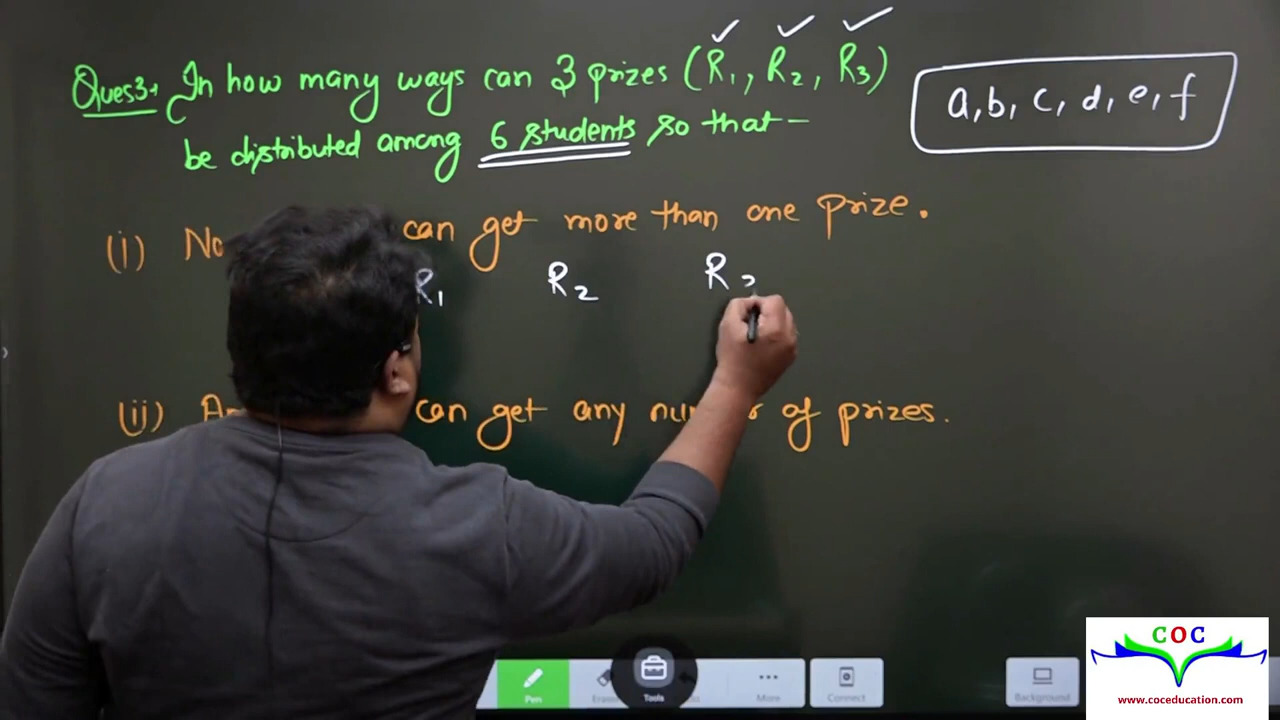 Ques3. In how many ways can 3 prizes (R1, R2, R3)
a, b, c, d, e, f
be distributed among 6 students so that –
(i) No can get more than one prize.
R1 R2 R
(ii) can get any of prizes.
Pen
Tools
More
Connect
Background
COC
www.coceducation.com